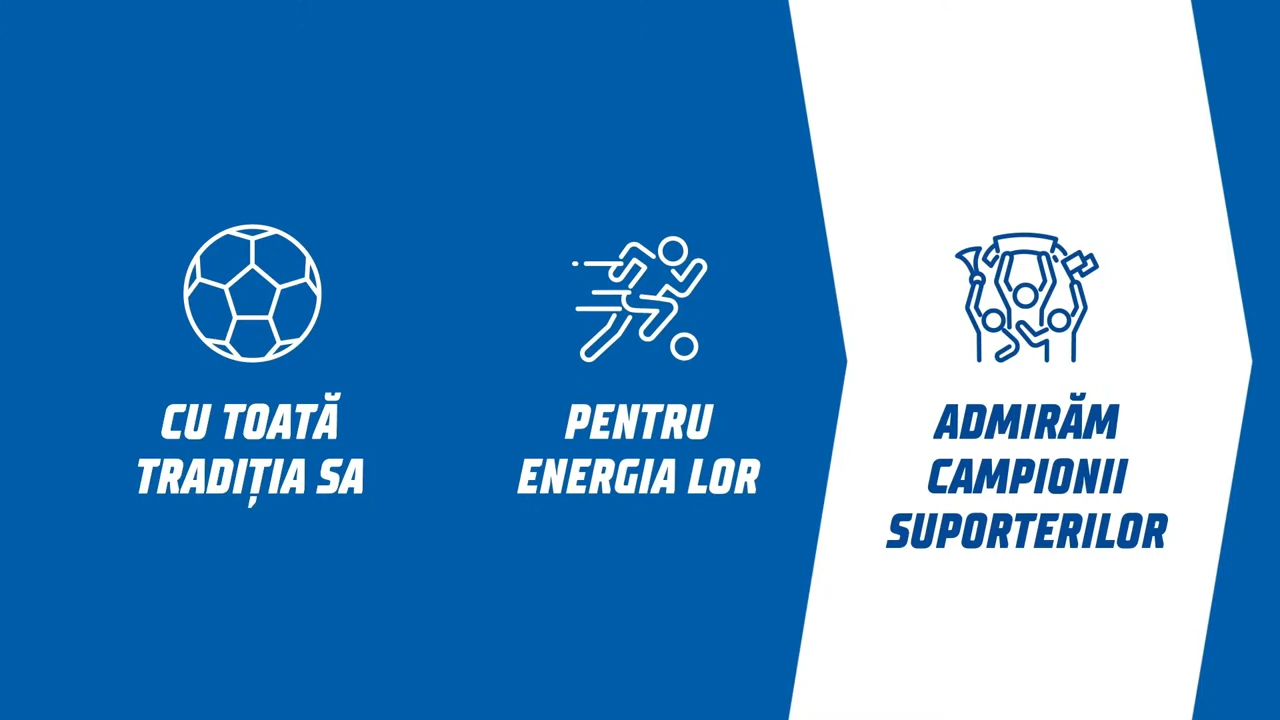 CU TOATĂ
TRADIȚIA SA
PENTRU
ENERGIA LOR
ADMIRĂM
CAMPIONII
SUPORTERILOR